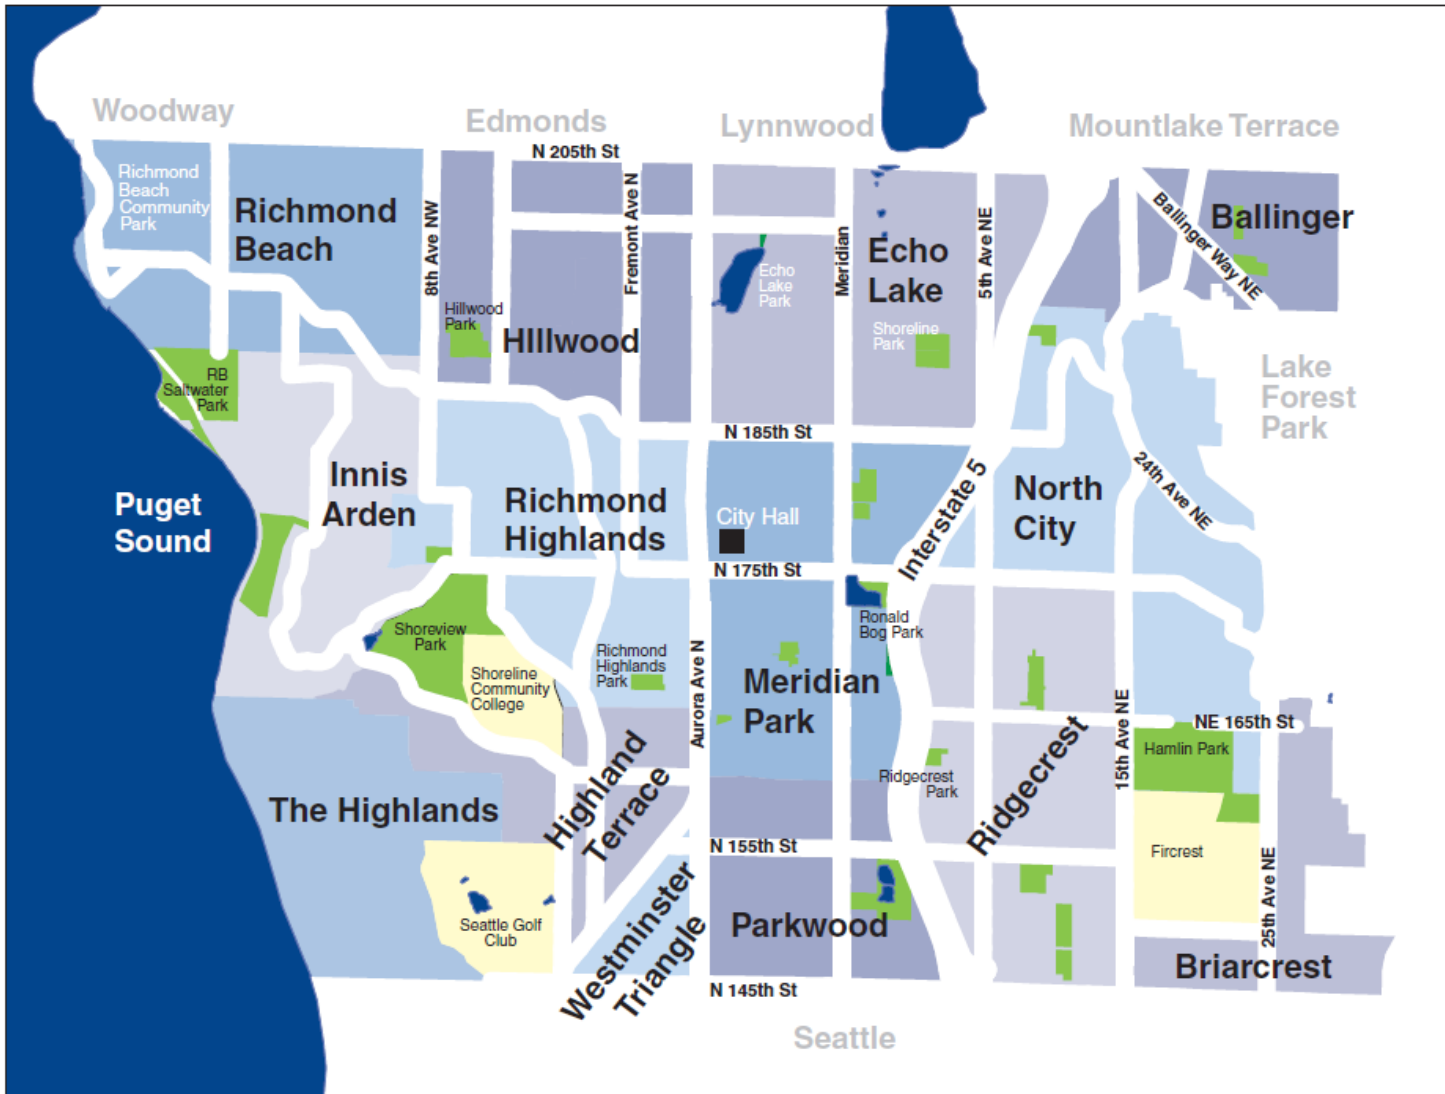 Woodway
Edmonds
Lynnwood
Mountlake Terrace
N 205th St
Richmond
Beach
Community
Park
Richmond
Beach
8th Ave NW
Fremont Ave N
Meridian
5th Ave NE
Ballinger Way NE
Ballinger
Echo
Lake
Echo
Lake
Park
Hillwood
Park
HIllwood
Shoreline
Park
RB
Saltwater
Park
Lake
Forest
Park
N 185th St
Innis
Arden
Richmond
Highlands
Puget
Sound
City Hall
Interstate 5
North
City
24th Ave NE
N 175th St
Shoreview
Park
Ronald
Bog Park
Richmond
Highlands
Park
Shoreline
Community
College
Aurora Ave N
Meridian
Park
15th Ave NE
NE 165th St
Hamlin Park
Ridgecrest
Park
Ridgecrest
The Highlands
Highland
Terrace
N 155th St
Fircrest
Westminster
Triangle
Seattle Golf
Club
Parkwood
25th Ave NE
Briarcrest
N 145th St
Seattle